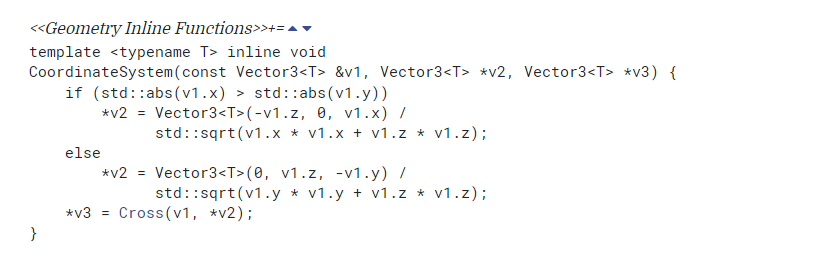 <<Geometry Inline Functions>>+= ▲ ▼
template <typename T> inline void
CoordinateSystem(const Vector3<T> &v1, Vector3<T> *v2, Vector3<T> *v3) {
    if (std::abs(v1.x) > std::abs(v1.y))
        *v2 = Vector3<T>(-v1.z, 0, v1.x) /
              std::sqrt(v1.x * v1.x + v1.z * v1.z);
    else
        *v2 = Vector3<T>(0, v1.z, -v1.y) /
              std::sqrt(v1.y * v1.y + v1.z * v1.z);
    *v3 = Cross(v1, *v2);
}